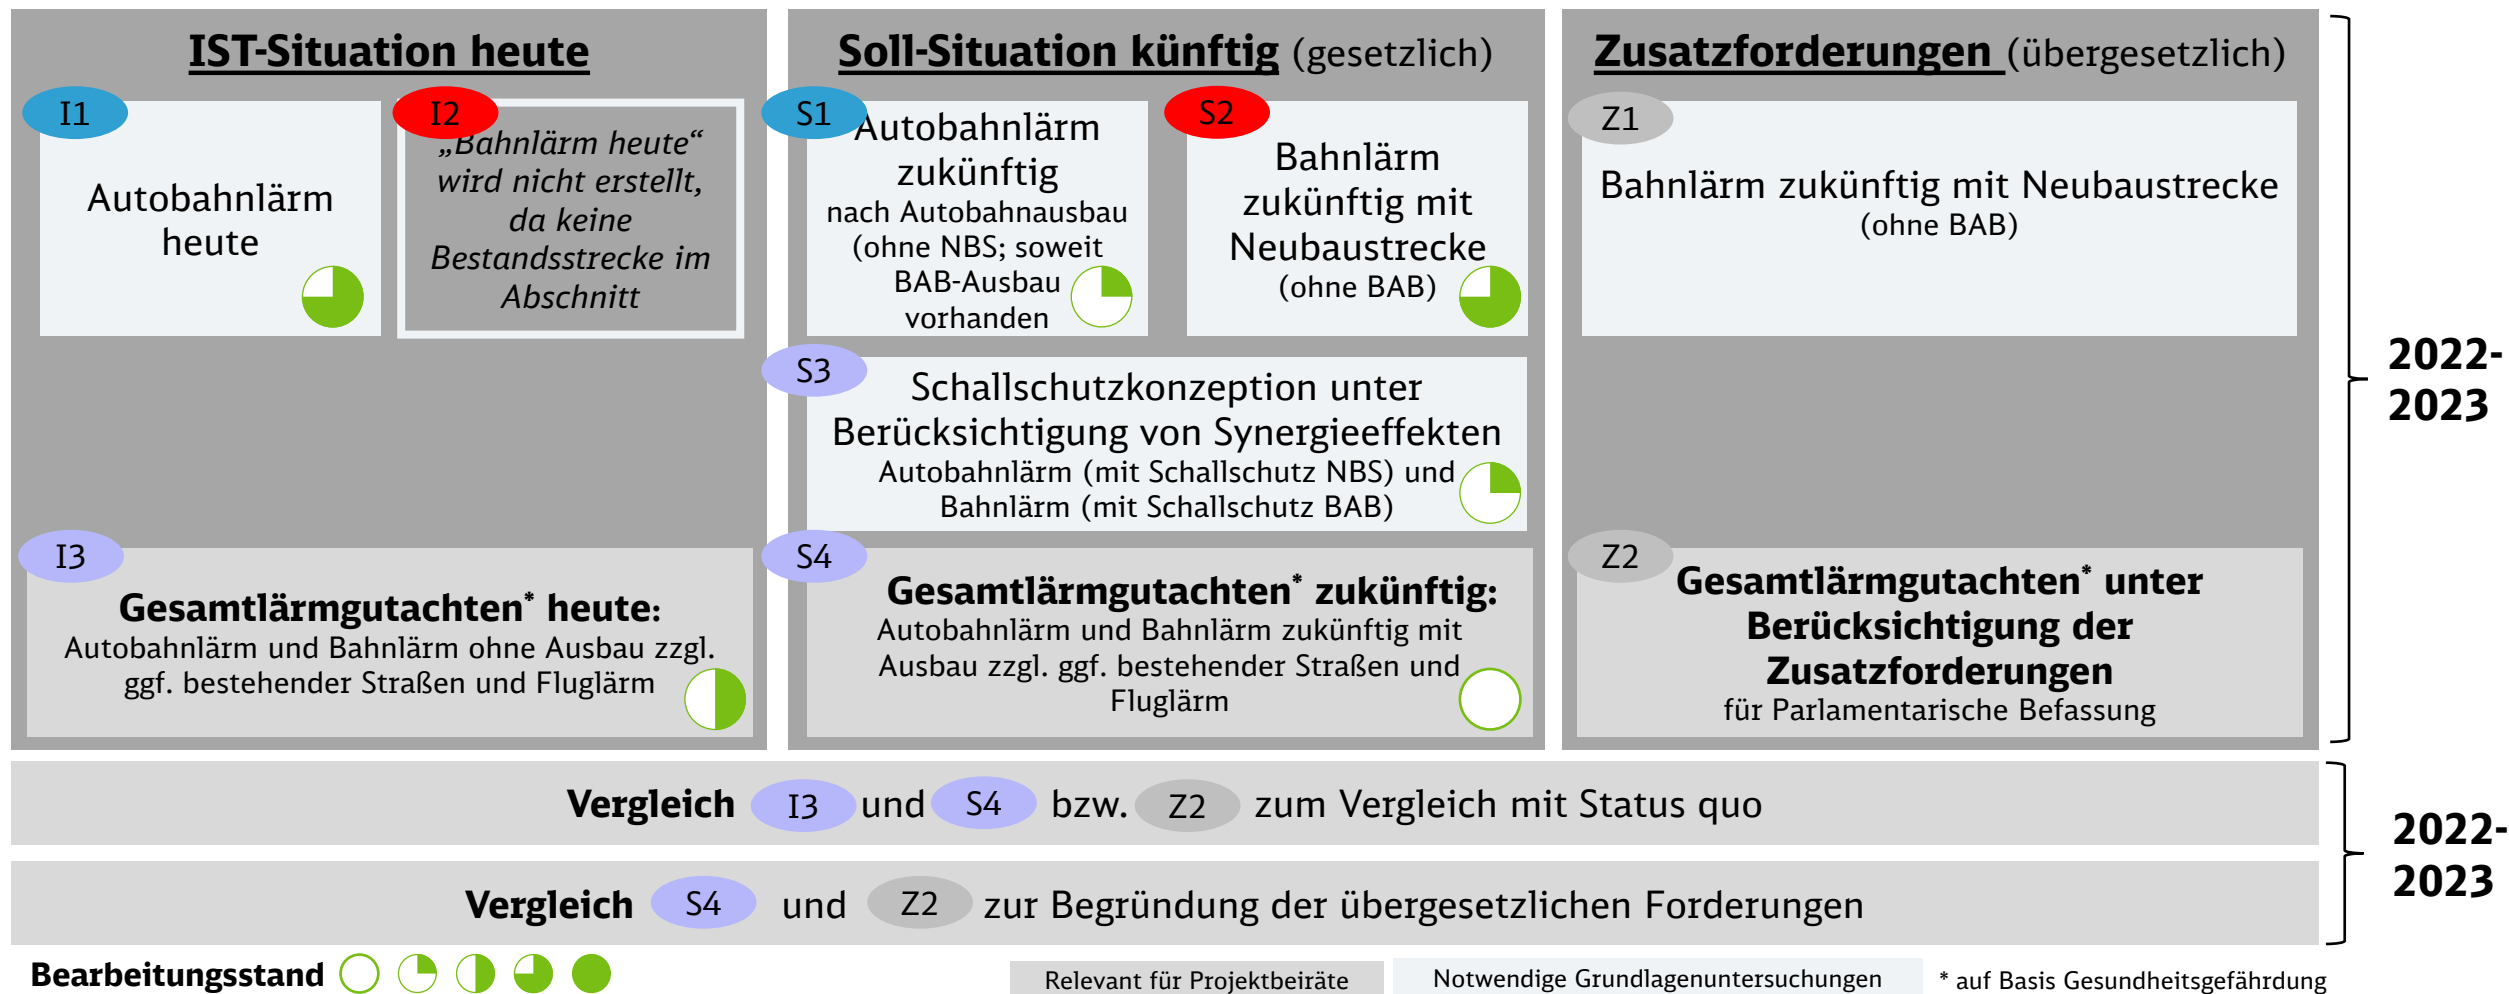 IST-Situation heute
I1
Autobahnlärm
heute
I2
„Bahnlärm heute“
wird nicht erstellt,
da keine
Bestandsstrecke im
Abschnitt
I3
Gesamtlärmgutachten* heute:
Autobahnlärm und Bahnlärm ohne Ausbau zzgl.
ggf. bestehender Straßen und Fluglärm
Soll-Situation künftig (gesetzlich)
S1
Autobahnlärm
zukünftig
nach Autobahnausbau
(ohne NBS; soweit
BAB-Ausbau
vorhanden
S2
Bahnlärm
zukünftig mit
Neubaustrecke
(ohne BAB)
S3
Schallschutzkonzeption unter
Berücksichtigung von Synergieeffekten
Autobahnlärm (mit Schallschutz NBS) und
Bahnlärm (mit Schallschutz BAB)
S4
Gesamtlärmgutachten* zukünftig:
Autobahnlärm und Bahnlärm zukünftig mit
Ausbau zzgl. ggf. bestehender Straßen und
Fluglärm
Zusatzforderungen (übergesetzlich)
Z1
Bahnlärm zukünftig mit Neubaustrecke
(ohne BAB)
Z2
Gesamtlärmgutachten* unter
Berücksichtigung der
Zusatzforderungen
für Parlamentarische Befassung
2022-
2023
Vergleich I3 und S4 bzw. Z2 zum Vergleich mit Status quo
Vergleich S4 und Z2 zur Begründung der übergesetzlichen Forderungen
2022-
2023
Bearbeitungsstand
Relevant für Projektbeiräte
Notwendige Grundlagenuntersuchungen
* auf Basis Gesundheitsgefährdung